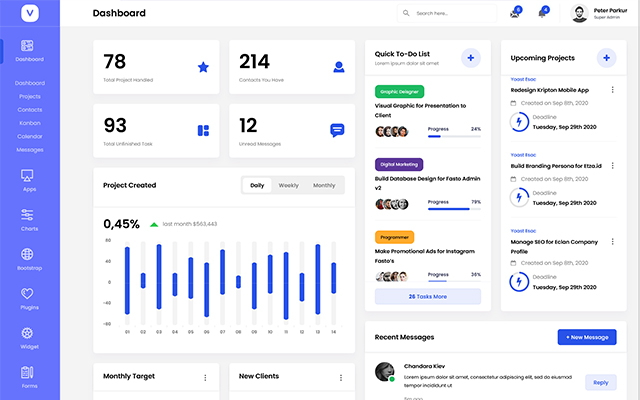 V
Dashboard
Search here...
6
4
Peter Parkur
Super Admin
Dashboard
Dashboard
Projects
Contacts
Kanban
Calendar
Messages
Apps
Charts
Bootstrap
Plugins
Widget
Forms
78
Total Project Handled
214
Contacts You Have
93
Total Unfinished Task
12
Unread Messages
Project Created
Daily
Weekly
Monthly
0,45%
last month $563,443
80
40
0
-40
-80
01 02 03 04 05 06 07 08 09 10 11 12 13 14
Monthly Target
New Clients
Quick To-Do List
Lorem ipsum dolor sit amet
Graphic Deisgner
Visual Graphic for Presentation to
Client
Progress 24%
Digital Marketing
Build Database Design for Fasto Admin
v2
Progress 79%
Programmer
Make Promotional Ads for Instagram
Fasto's
Progress 36%
26 Tasks More
Upcoming Projects
Yoast Esac
Redesign Kripton Mobile App
Created on Sep 8th, 2020
Deadline
Tuesday, Sep 29th 2020
Yoast Esac
Build Branding Persona for Etza.id
Created on Sep 8th, 2020
Deadline
Tuesday, Sep 29th 2020
Yoast Esac
Manage SEO for Eclan Company
Profile
Created on Sep 8th, 2020
Deadline
Tuesday, Sep 29th 2020
Recent Messages
+ New Message
Chandara Kiev
Lorem ipsum dolor sit amet, consectetur adipiscing elit, sed do eiusmod
tempor incididunt ut
Reply
5m ago